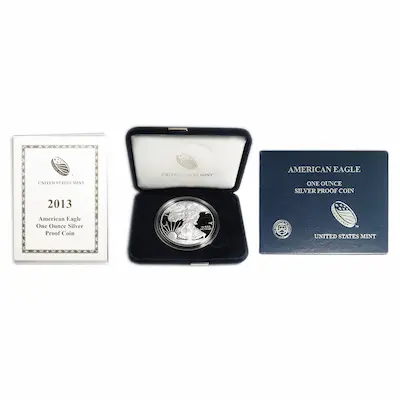 UNITED STATES MINT
2013
American Eagle
One Ounce Silver
Proof Coin
AMERICAN EAGLE
ONE OUNCE
SILVER PROOF COIN
UNITED STATES MINT